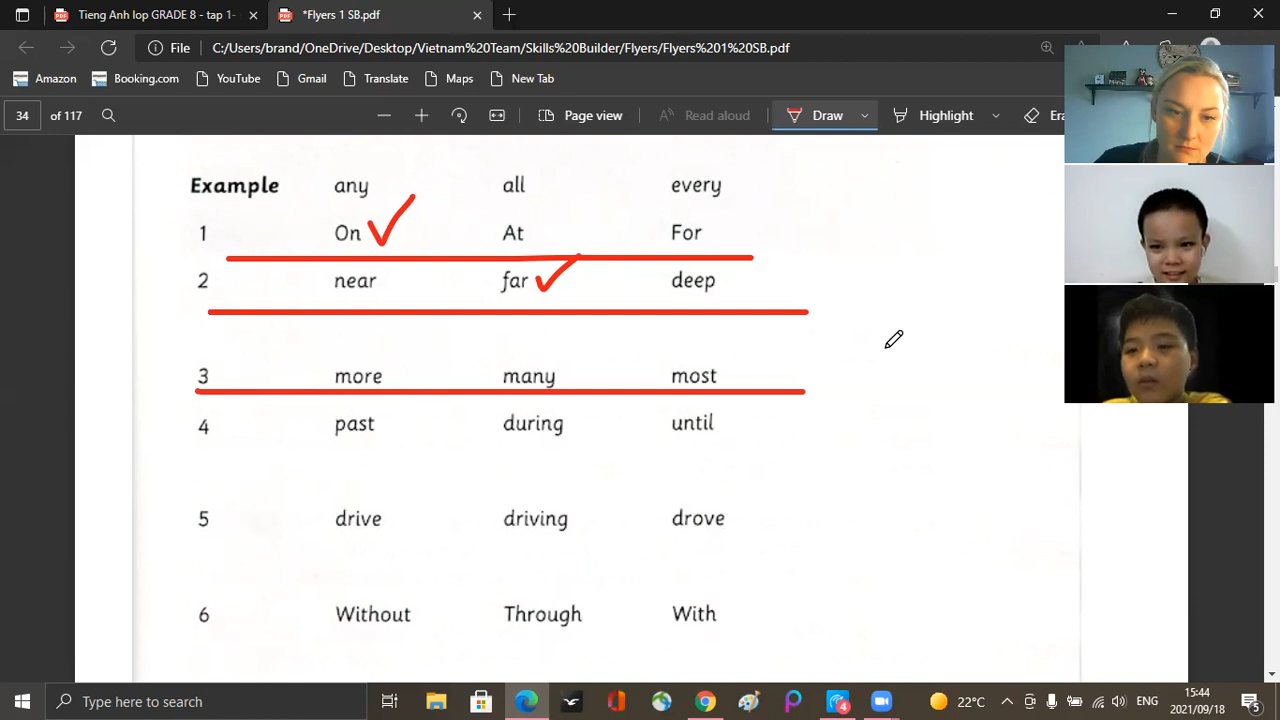 Tieng Anh lop GRADE 8 - tap 1-
*Flyers 1 SB.pdf
File C:/Users/brand/OneDrive/Desktop/Vietnam%20Team/Skills%20Builder/Flyers/Flyers%201%20SB.pdf
Amazon Booking.com YouTube Gmail Translate Maps New Tab
34 of 117 Page view Read aloud Draw Highlight Era
Example any all every
1 On At For
2 near far deep
3 more many most
4 past during until
5 drive driving drove
6 Without Through With
Type here to search
4
22°C
ENG
15:44
2021/09/18
5